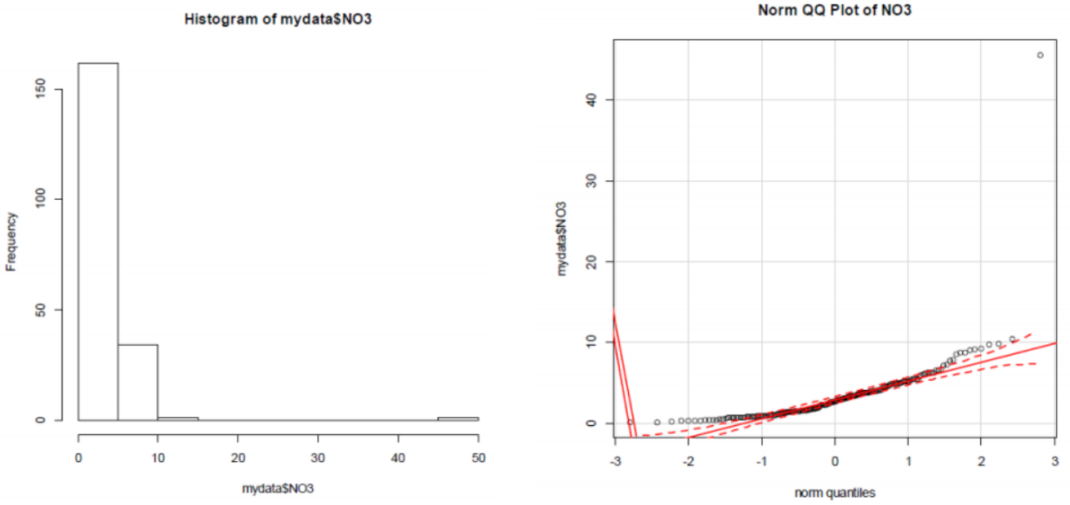 Histogram of mydata$NO3
Frequency
150
100
50
0
0 10 20 30 40 50
mydata$NO3
Norm QQ Plot of NO3
mydata$NO3
40
30
20
10
0
-3 -2 -1 0 1 2 3
norm quantiles